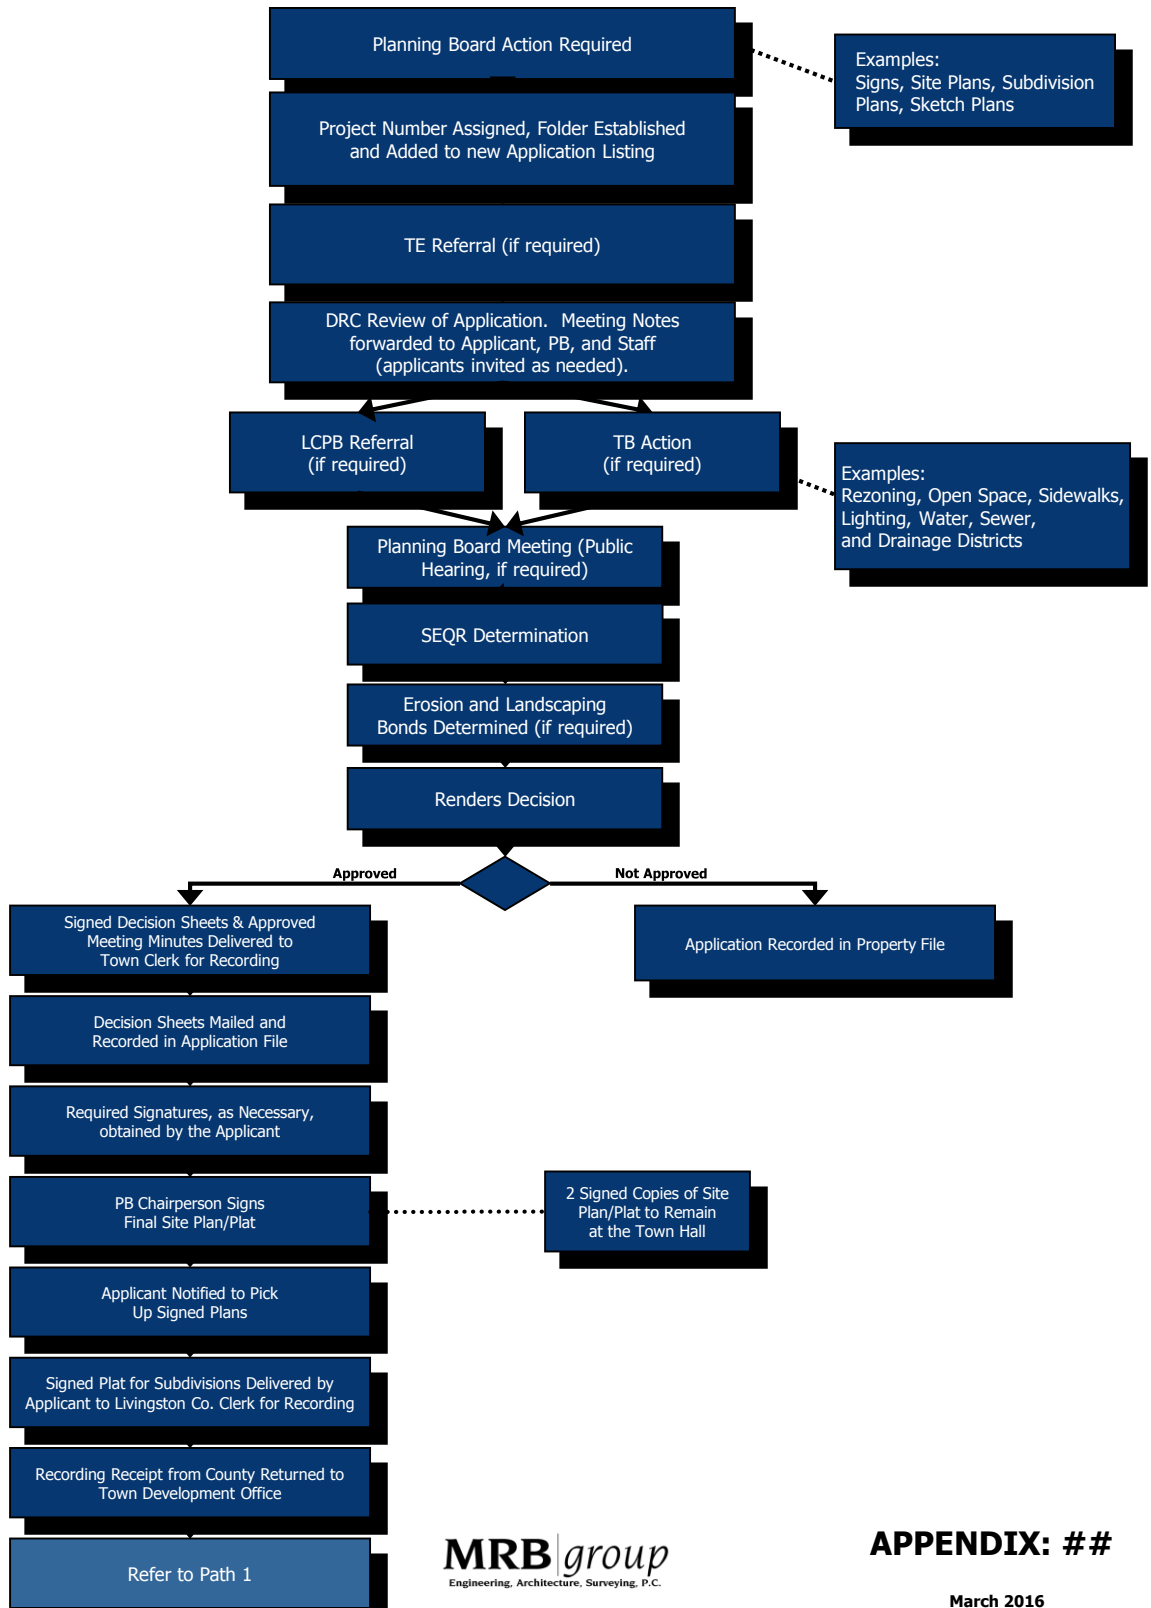 Planning Board Action Required
Examples:
Signs, Site Plans, Subdivision
Plans, Sketch Plans
Project Number Assigned, Folder Established
and Added to new Application Listing
TE Referral (if required)
DRC Review of Application.  Meeting Notes
forwarded to Applicant, PB, and Staff
(applicants invited as needed).
LCPB Referral
(if required)
TB Action
(if required)
Examples:
Rezoning, Open Space, Sidewalks,
Lighting, Water, Sewer,
and Drainage Districts
Planning Board Meeting (Public
Hearing, if required)
SEQR Determination
Erosion and Landscaping
Bonds Determined (if required)
Renders Decision
Approved
Not Approved
Signed Decision Sheets & Approved
Meeting Minutes Delivered to
Town Clerk for Recording
Application Recorded in Property File
Decision Sheets Mailed and
Recorded in Application File
Required Signatures, as Necessary,
obtained by the Applicant
PB Chairperson Signs
Final Site Plan/Plat
2 Signed Copies of Site
Plan/Plat to Remain
at the Town Hall
Applicant Notified to Pick
Up Signed Plans
Signed Plat for Subdivisions Delivered by
Applicant to Livingston Co. Clerk for Recording
Recording Receipt from County Returned to
Town Development Office
Refer to Path 1
MRB group
Engineering, Architecture, Surveying, P.C.
APPENDIX: ##
March 2016